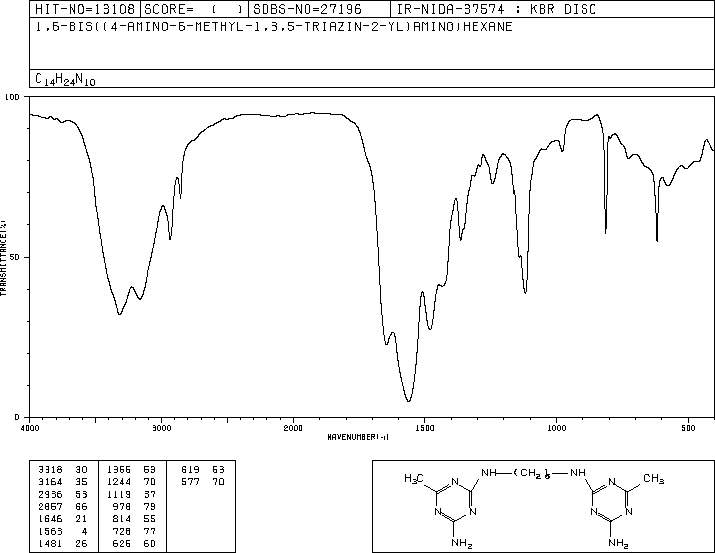 HIT-NO=13108 SCORE= ( ) SDBS-NO=27196 IR-NIDA-37574 : KBR DISC
1,6-BIS((4-AMINO-6-METHYL-1,3,5-TRIAZIN-2-YL)AMINO)HEXANE
C14H24N10
100
50
0
TRANSMITTANCE(%)
4000 3000 2000 1500 1000 500
WAVENUMBER(-1)
3318 30 1366 53 619 63
3164 35 1244 70 577 70
2936 53 1119 37
2857 66 978 79
1646 21 814 55
1563 4 728 77
1481 26 626 60
H3C NH (CH2)6 NH CH3
N N N N
N N
NH2 NH2